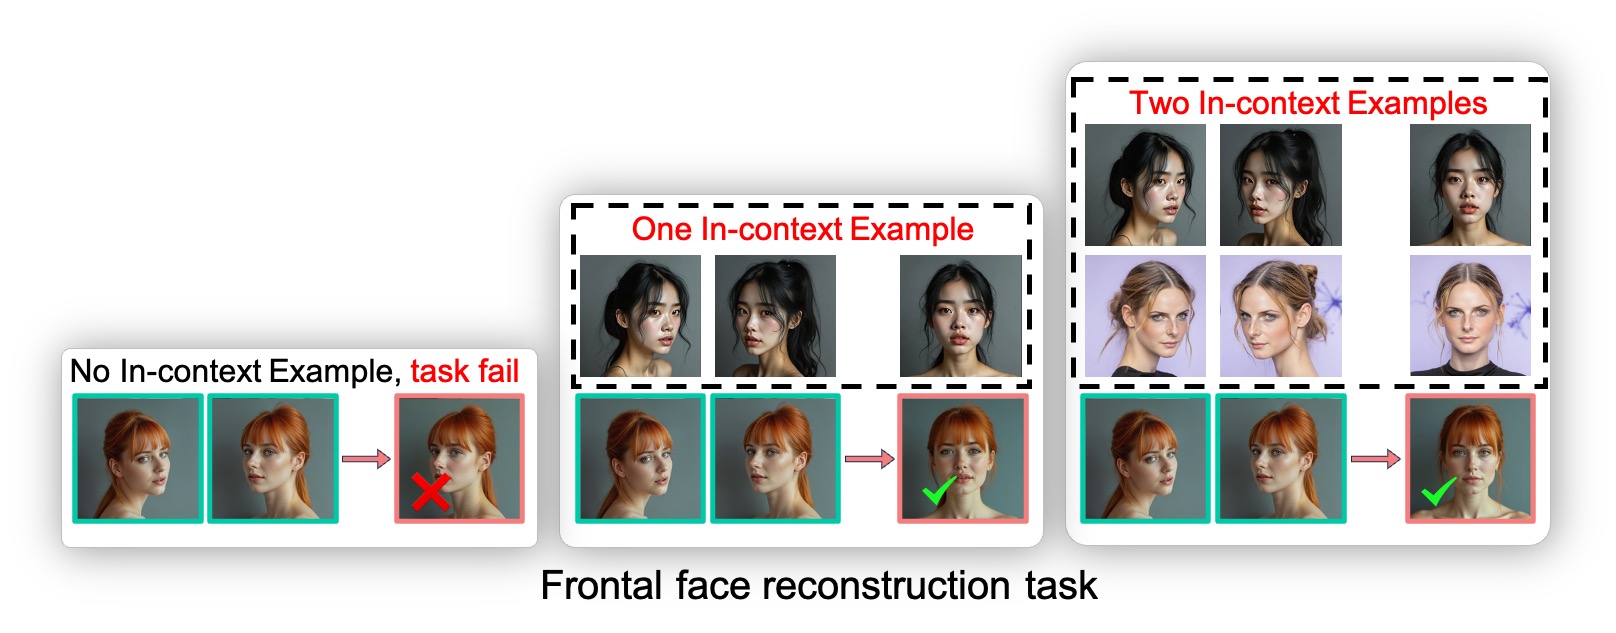 No In-context Example, task fail
One In-context Example
Two In-context Examples
Frontal face reconstruction task